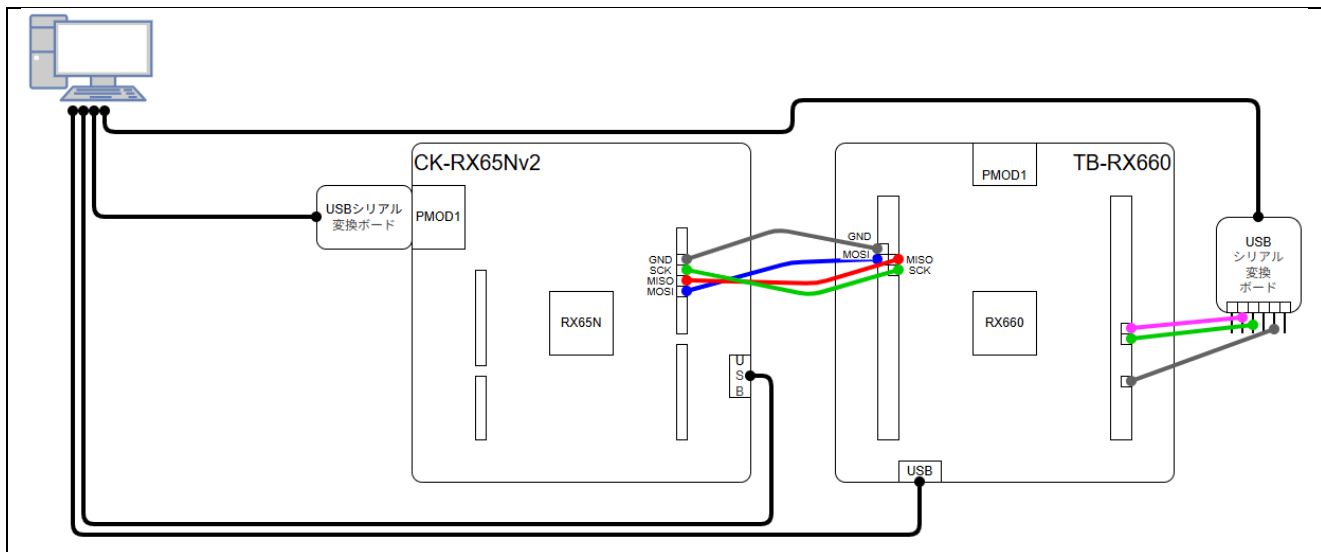 CK-RX65Nv2
USBシリアル
変換ボード
PMOD1
GND
SCK
MISO
MOSI
RX65N
U
S
B
TB-RX660
PMOD1
GND
MOSI
MISO
SCK
RX660
USB
USB
シリアル
変換
ボード